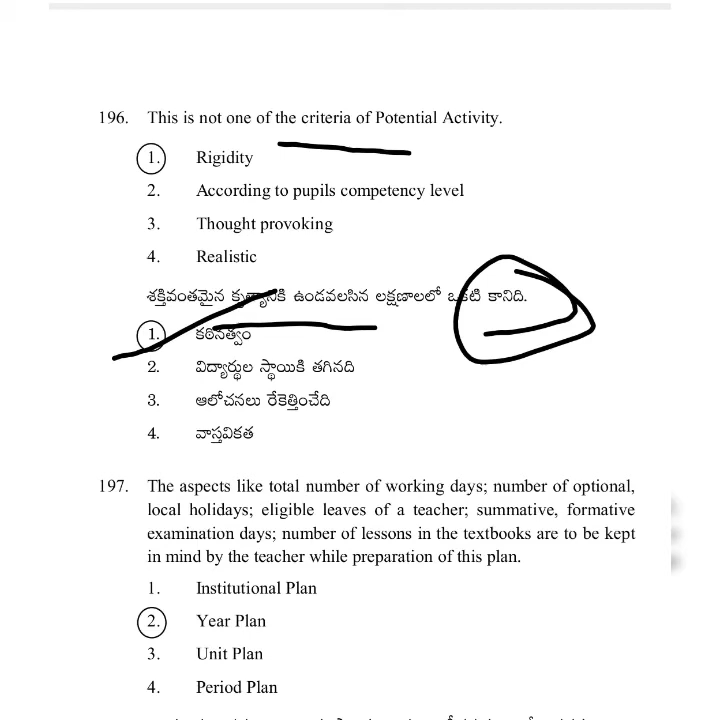 196. This is not one of the criteria of Potential Activity.
1. Rigidity
2. According to pupils competency level
3. Thought provoking
4. Realistic
శక్తివంతమైన కృత్యానికి ఉండవలసిన లక్షణాలలో ఒకటి కానిది.
1. కఠినత్వం
2. విద్యార్థుల స్థాయికి తగినది
3. ఆలోచనలు రేకెత్తించేది
4. వాస్తవికత
197. The aspects like total number of working days; number of optional,
local holidays; eligible leaves of a teacher; summative, formative
examination days; number of lessons in the textbooks are to be kept
in mind by the teacher while preparation of this plan.
1. Institutional Plan
2. Year Plan
3. Unit Plan
4. Period Plan